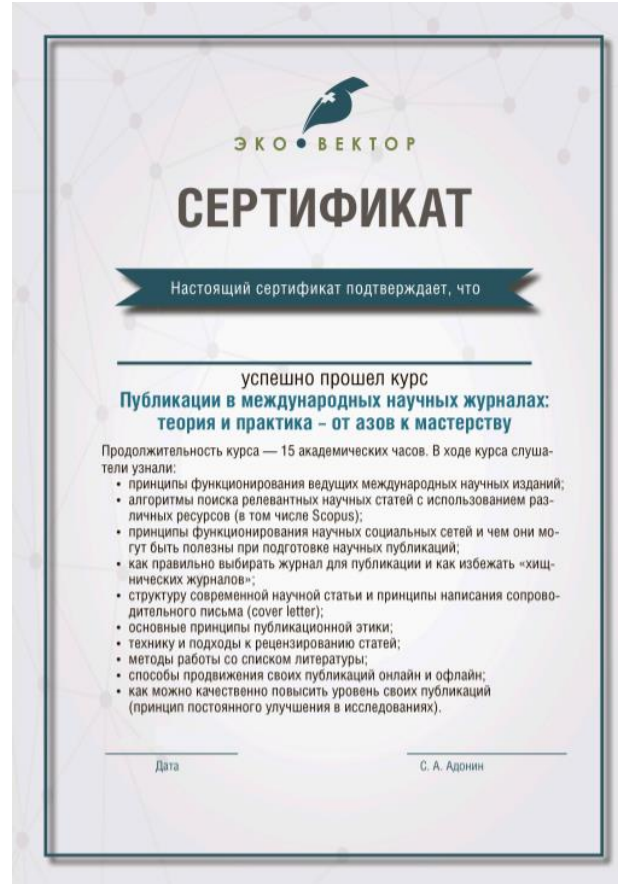 ЭКО • ВЕКТОР
СЕРТИФИКАТ
Настоящий сертификат подтверждает, что
успешно прошел курс
Публикации в международных научных журналах:
теория и практика – от азов к мастерству
Продолжительность курса — 15 академических часов. В ходе курса слуша-
тели узнали:
• принципы функционирования ведущих международных научных изданий;
• алгоритмы поиска релевантных научных статей с использованием раз-
личных ресурсов (в том числе Scopus);
• принципы функционирования научных социальных сетей и чем они мо-
гут быть полезны при подготовке научных публикаций;
• как правильно выбирать журнал для публикации и как избежать «хищ-
нических журналов»;
• структуру современной научной статьи и принципы написания сопрово-
дительного письма (cover letter);
• основные принципы публикационной этики;
• технику и подходы к рецензированию статей;
• методы работы со списком литературы;
• способы продвижения своих публикаций онлайн и офлайн;
• как можно качественно повысить уровень своих публикаций
(принцип постоянного улучшения в исследованиях).
Дата
С. А. Адонин